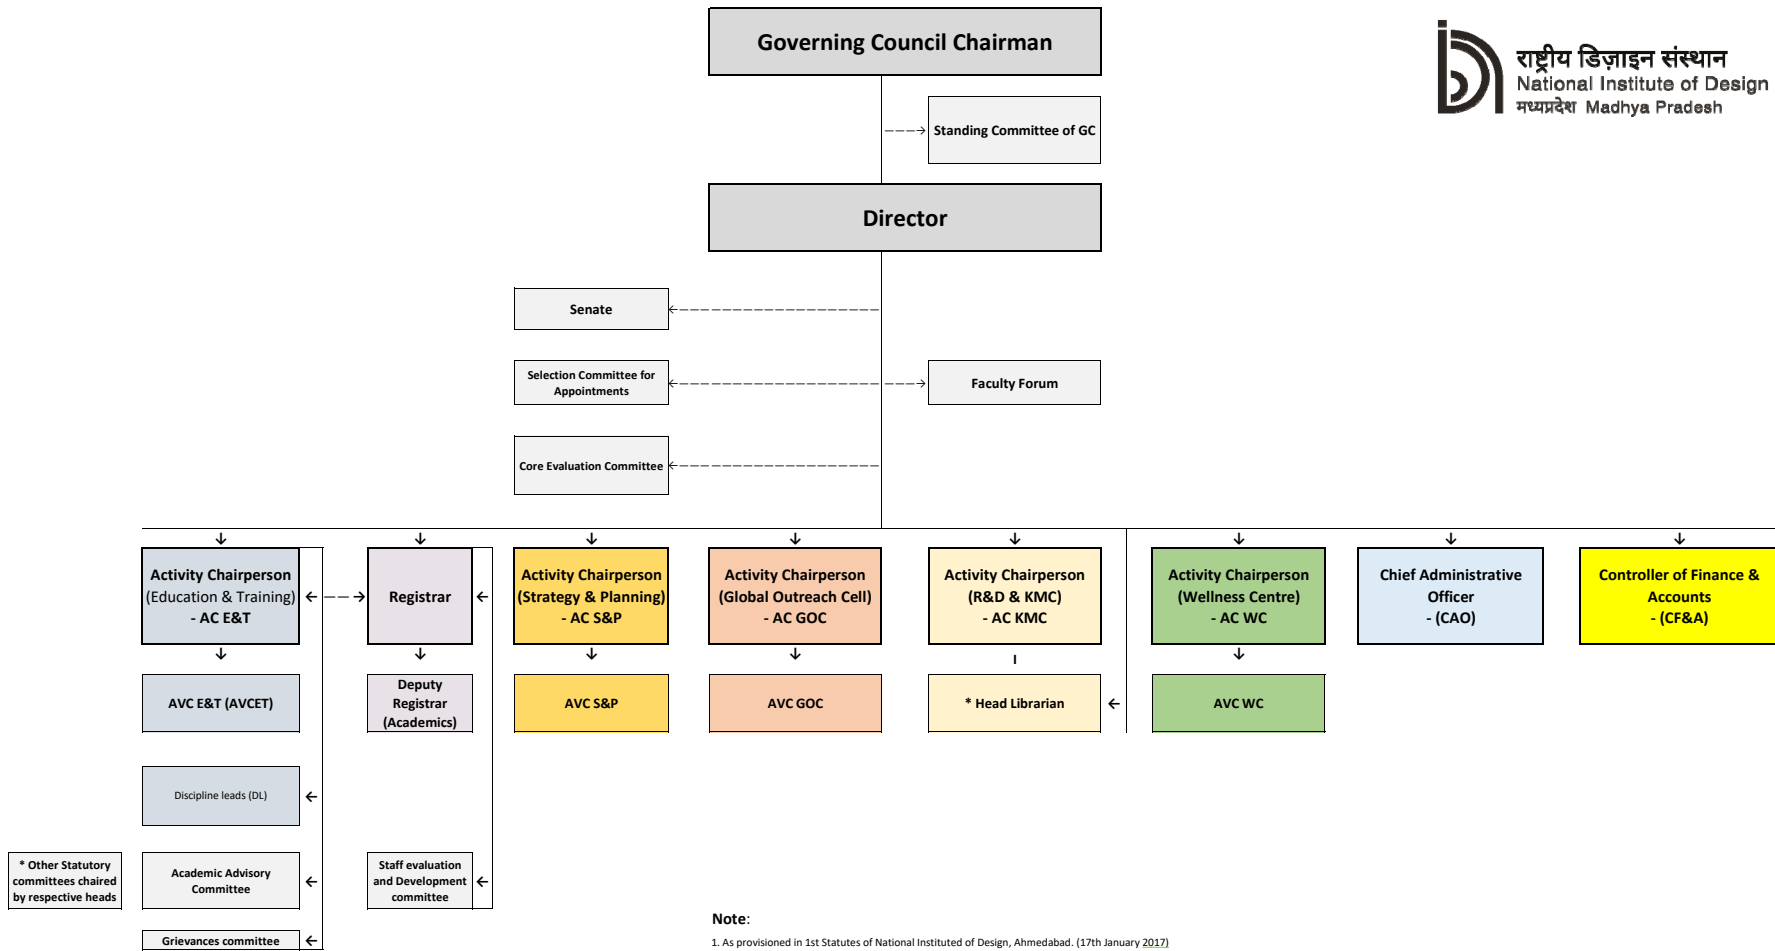 Governing Council Chairman
राष्ट्रीय डिज़ाइन संस्थान
National Institute of Design
मध्यप्रदेश Madhya Pradesh
Standing Committee of GC
Director
Senate
Selection Committee for
Appointments
Faculty Forum
Core Evaluation Committee
Activity Chairperson
(Education & Training)
- AC E&T
Registrar
Activity Chairperson
(Strategy & Planning)
- AC S&P
Activity Chairperson
(Global Outreach Cell)
- AC GOC
Activity Chairperson
(R&D & KMC)
- AC KMC
Activity Chairperson
(Wellness Centre)
- AC WC
Chief Administrative
Officer
- (CAO)
Controller of Finance &
Accounts
- (CF&A)
AVC E&T (AVCET)
Deputy
Registrar
(Academics)
AVC S&P
AVC GOC
* Head Librarian
AVC WC
Discipline leads (DL)
* Other Statutory
committees chaired
by respective heads
Academic Advisory
Committee
Staff evaluation
and Development
committee
Grievances committee
Note:
1. As provisioned in 1st Statutes of National Instituted of Design, Ahmedabad. (17th January 2017)